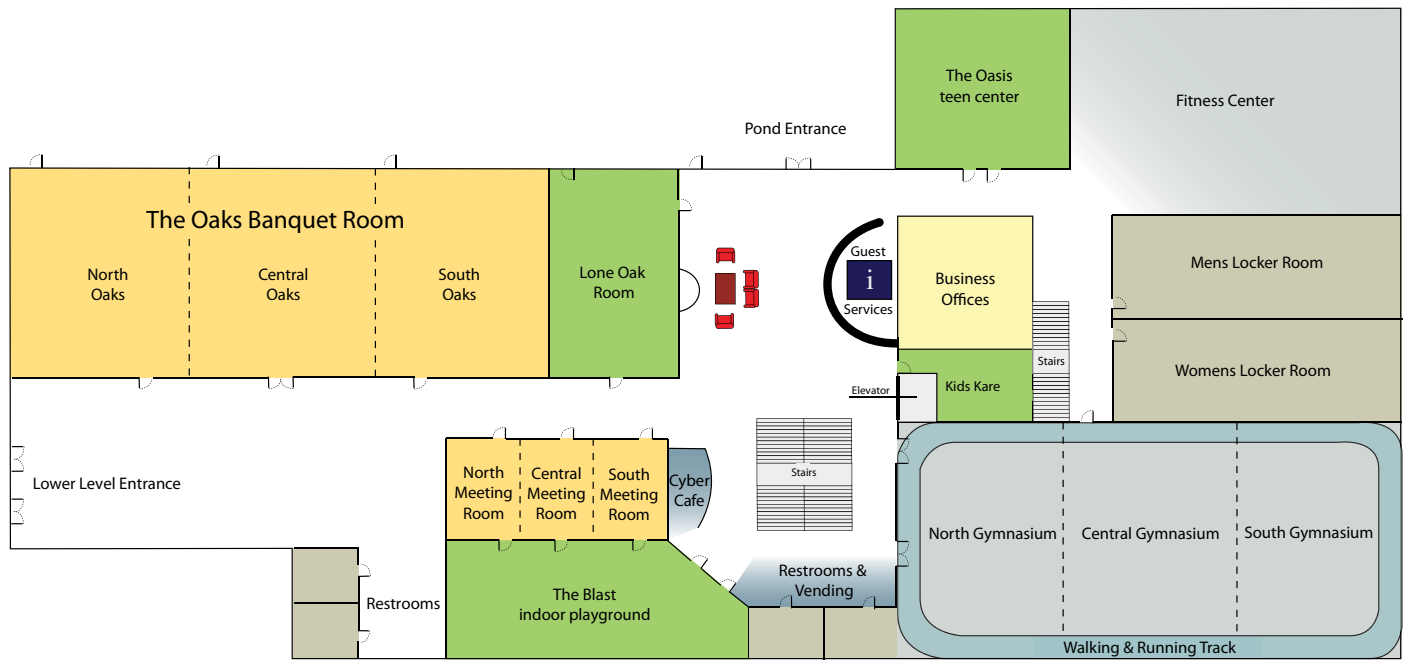 The Oasis
teen center
Fitness Center
Pond Entrance
The Oaks Banquet Room
North
Oaks
Central
Oaks
South
Oaks
Lone Oak
Room
Guest
i
Services
Business
Offices
Mens Locker Room
Stairs
Womens Locker Room
Elevator
Kids Kare
Lower Level Entrance
North
Meeting
Room
Central
Meeting
Room
South
Meeting
Room
Cyber
Cafe
Stairs
North Gymnasium
Central Gymnasium
South Gymnasium
Restrooms &
Vending
Restrooms
The Blast
indoor playground
Walking & Running Track